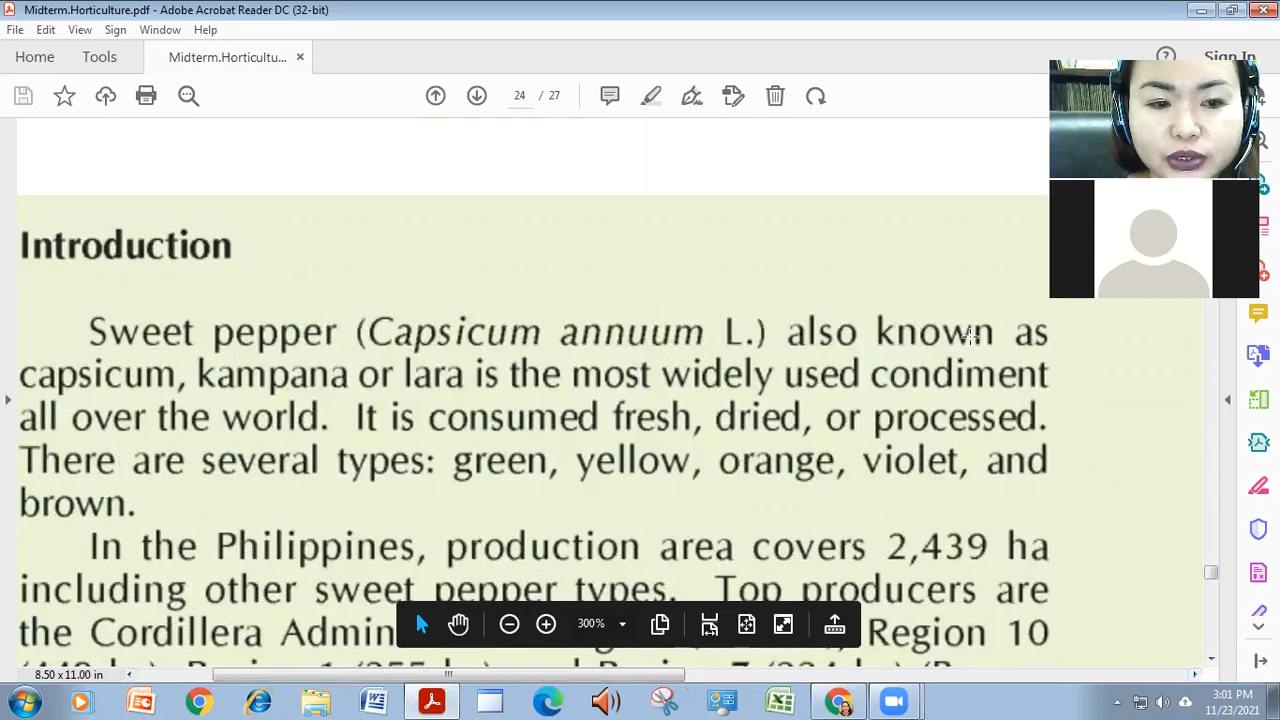 Midterm.Horticulture.pdf - Adobe Acrobat Reader DC (32-bit)
File Edit View Sign Window Help
Home Tools Midterm.Horticultu... × Sign In
24 / 27
Introduction
Sweet pepper (Capsicum annuum L.) also known as
capsicum, kampana or lara is the most widely used condiment
all over the world. It is consumed fresh, dried, or processed.
There are several types: green, yellow, orange, violet, and
brown.
In the Philippines, production area covers 2,439 ha
including other sweet pepper types. Top producers are
the Cordillera Admin Region 10
300%
8.50 x 11.00 in
3:01 PM
11/23/2021